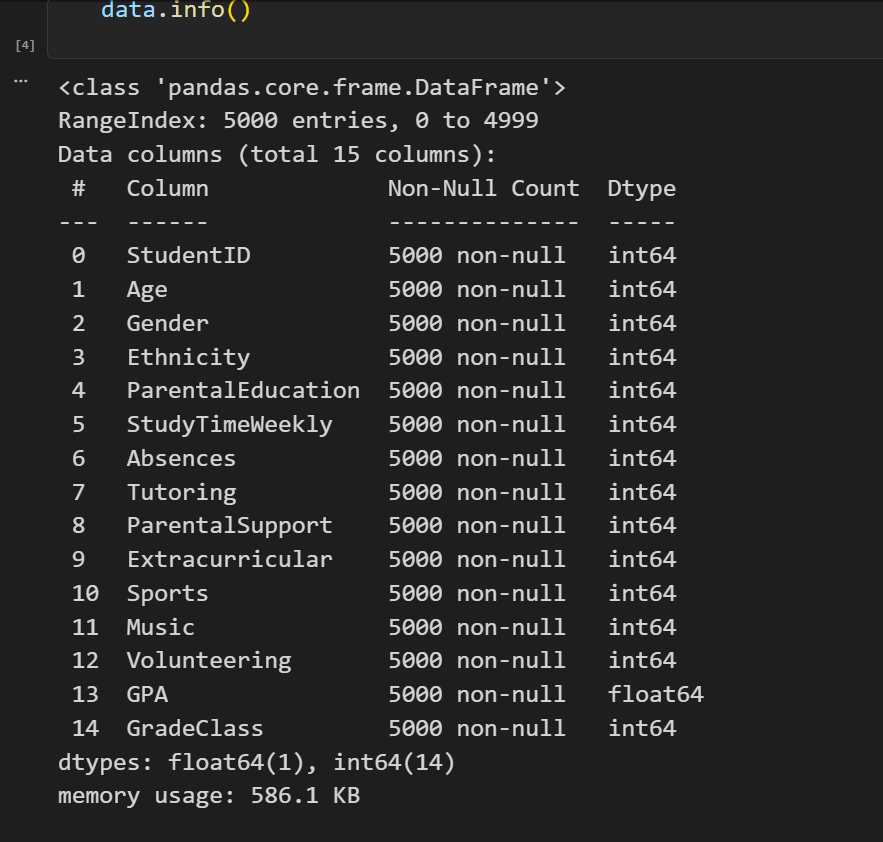 data.info()
[4]
...
<class 'pandas.core.frame.DataFrame'>
RangeIndex: 5000 entries, 0 to 4999
Data columns (total 15 columns):
 #   Column             Non-Null Count  Dtype
---  ------             --------------  -----
 0   StudentID          5000 non-null   int64
 1   Age                5000 non-null   int64
 2   Gender             5000 non-null   int64
 3   Ethnicity          5000 non-null   int64
 4   ParentalEducation  5000 non-null   int64
 5   StudyTimeWeekly    5000 non-null   int64
 6   Absences           5000 non-null   int64
 7   Tutoring           5000 non-null   int64
 8   ParentalSupport    5000 non-null   int64
 9   Extracurricular    5000 non-null   int64
 10  Sports             5000 non-null   int64
 11  Music              5000 non-null   int64
 12  Volunteering       5000 non-null   int64
 13  GPA                5000 non-null   float64
 14  GradeClass         5000 non-null   int64
dtypes: float64(1), int64(14)
memory usage: 586.1 KB